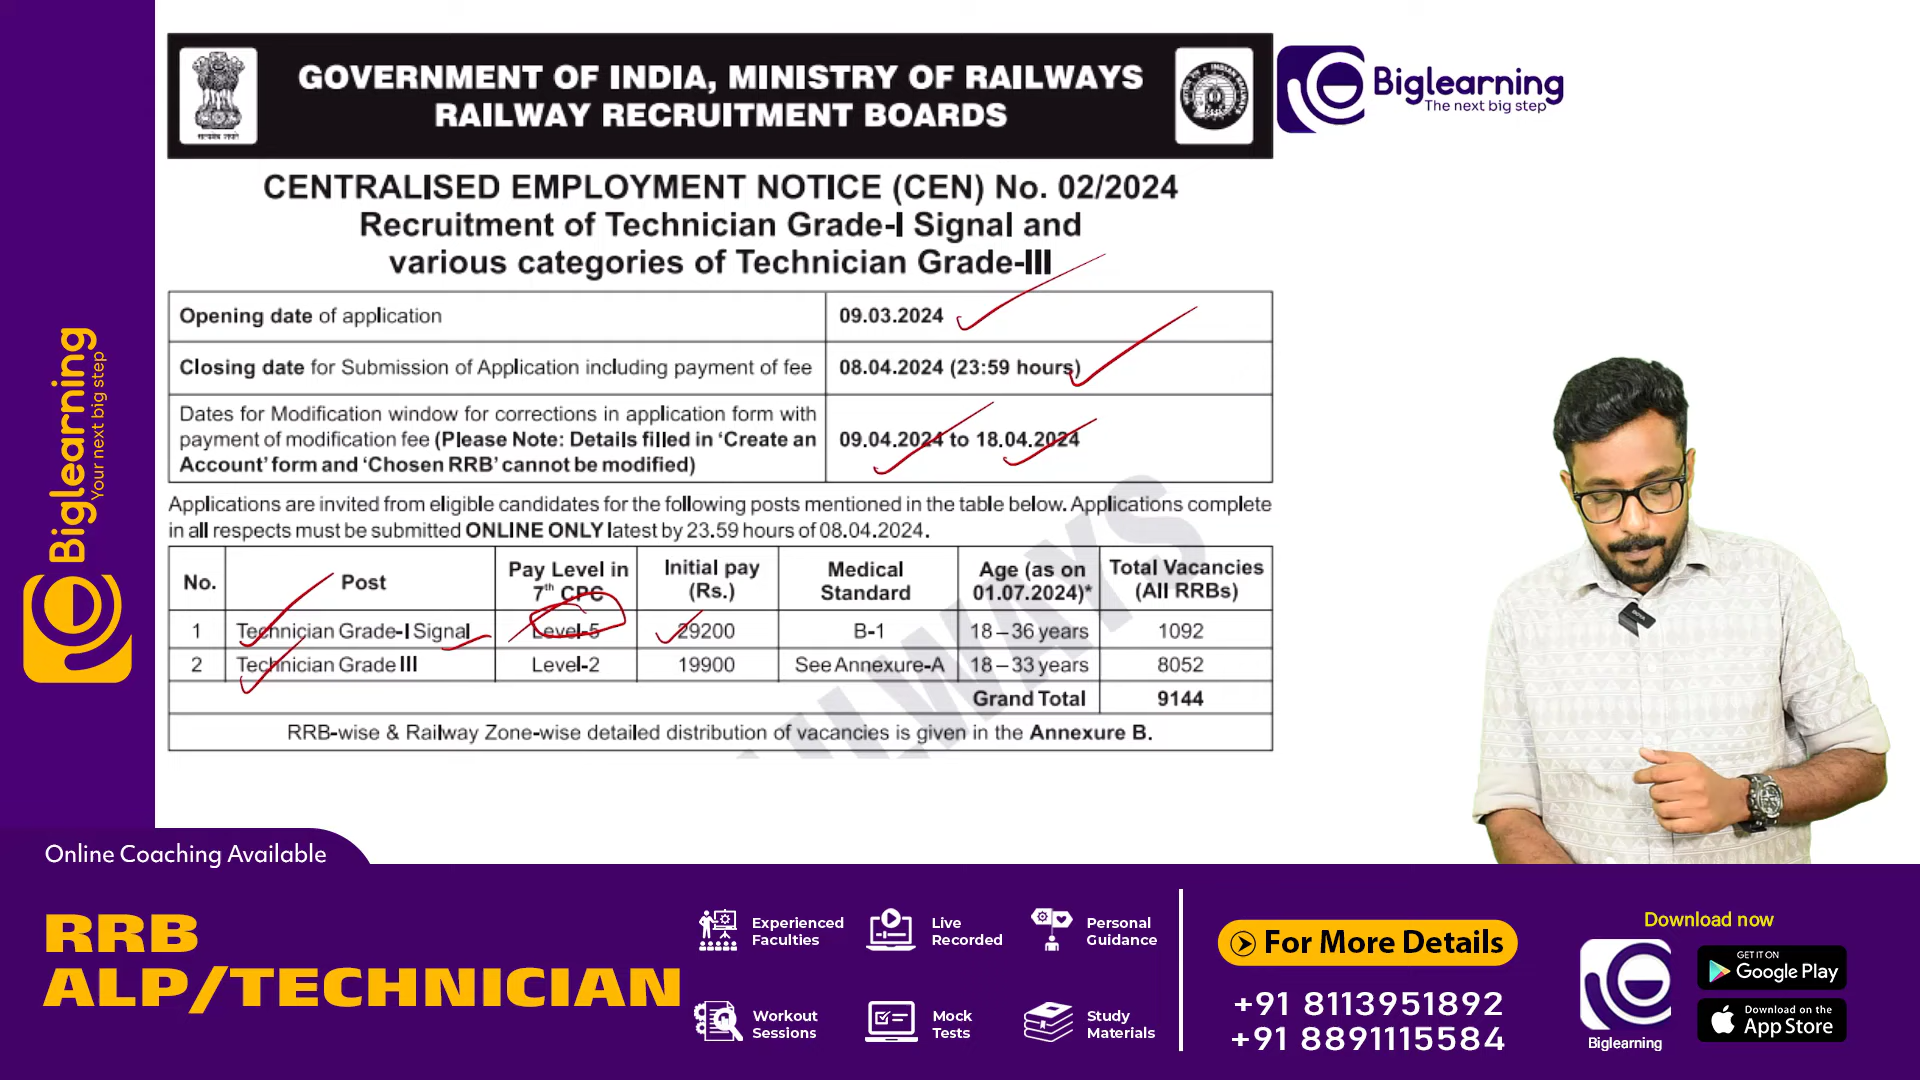 GOVERNMENT OF INDIA, MINISTRY OF RAILWAYS
RAILWAY RECRUITMENT BOARDS
Biglearning
The next big step
CENTRALISED EMPLOYMENT NOTICE (CEN) No. 02/2024
Recruitment of Technician Grade-I Signal and
various categories of Technician Grade-III
Opening date of application 09.03.2024
Closing date for Submission of Application including payment of fee 08.04.2024 (23:59 hours)
Dates for Modification window for corrections in application form with
payment of modification fee (Please Note: Details filled in 'Create an
Account' form and 'Chosen RRB' cannot be modified)
09.04.2024 to 18.04.2024
Applications are invited from eligible candidates for the following posts mentioned in the table below. Applications complete
in all respects must be submitted ONLINE ONLY latest by 23.59 hours of 08.04.2024.
No. Post Pay Level in 7th CPC Initial pay (Rs.) Medical Standard Age (as on 01.07.2024)* Total Vacancies (All RRBs)
1 Technician Grade-I Signal Level-5 29200 B-1 18 – 36 years 1092
2 Technician Grade III Level-2 19900 See Annexure-A 18 – 33 years 8052
Grand Total 9144
RRB-wise & Railway Zone-wise detailed distribution of vacancies is given in the Annexure B.
RAILWAYS
Biglearning
Your next big step
Online Coaching Available
RRB
ALP/TECHNICIAN
Experienced
Faculties
Live
Recorded
Personal
Guidance
Workout
Sessions
Mock
Tests
Study
Materials
For More Details
+91 8113951892
+91 8891115584
Download now
Biglearning
GET IT ON
Google Play
Download on the
App Store